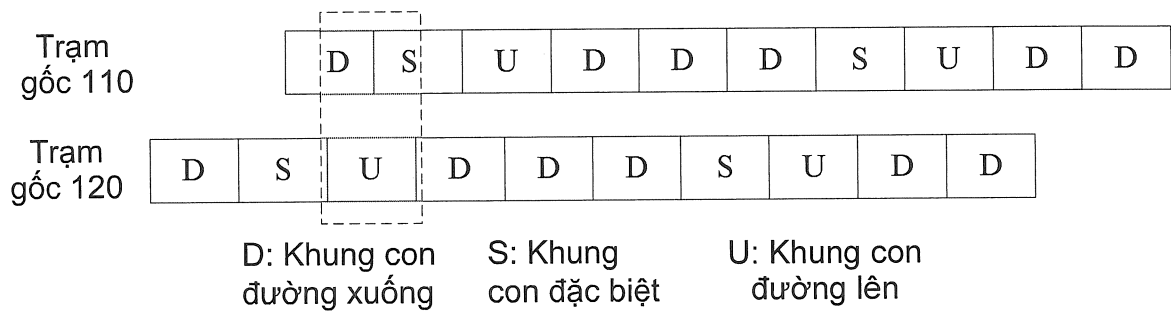 Trạm
gốc 110
D S U D D D S U D D
Trạm
gốc 120
D S U D D D S U D D
D: Khung con
đường xuống
S: Khung
con đặc biệt
U: Khung con
đường lên